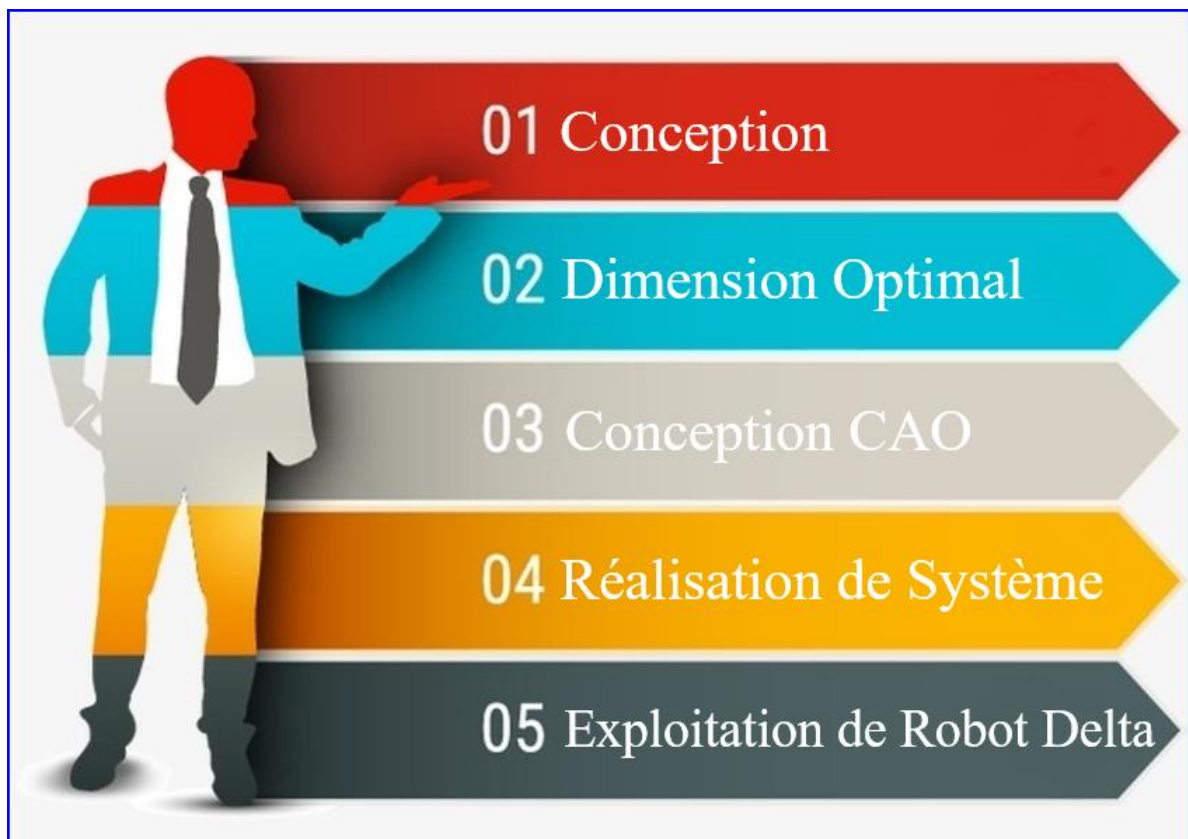 01 Conception
02 Dimension Optimal
03 Conception CAO
04 Réalisation de Système
05 Exploitation de Robot Delta